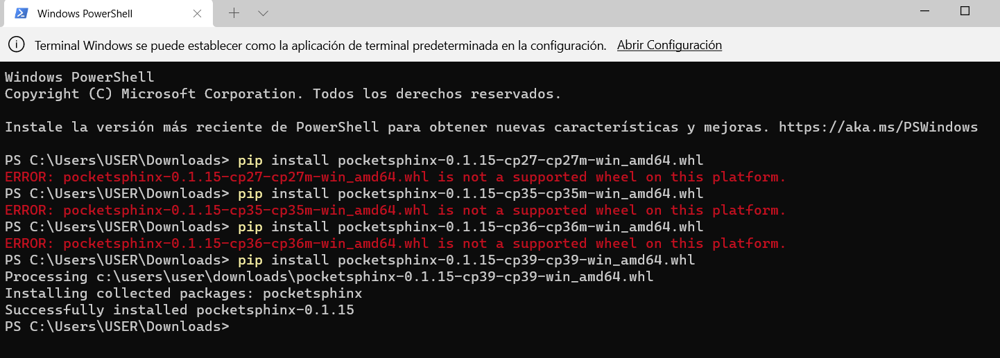 Windows PowerShell
Terminal Windows se puede establecer como la aplicación de terminal predeterminada en la configuración. Abrir Configuración
Windows PowerShell
Copyright (C) Microsoft Corporation. Todos los derechos reservados.
Instale la versión más reciente de PowerShell para obtener nuevas características y mejoras. https://aka.ms/PSWindows
PS C:\Users\USER\Downloads> pip install pocketsphinx-0.1.15-cp27-cp27m-win_amd64.whl
ERROR: pocketsphinx-0.1.15-cp27-cp27m-win_amd64.whl is not a supported wheel on this platform.
PS C:\Users\USER\Downloads> pip install pocketsphinx-0.1.15-cp35-cp35m-win_amd64.whl
ERROR: pocketsphinx-0.1.15-cp35-cp35m-win_amd64.whl is not a supported wheel on this platform.
PS C:\Users\USER\Downloads> pip install pocketsphinx-0.1.15-cp36-cp36m-win_amd64.whl
ERROR: pocketsphinx-0.1.15-cp36-cp36m-win_amd64.whl is not a supported wheel on this platform.
PS C:\Users\USER\Downloads> pip install pocketsphinx-0.1.15-cp39-cp39-win_amd64.whl
Processing c:\users\user\downloads\pocketsphinx-0.1.15-cp39-cp39-win_amd64.whl
Installing collected packages: pocketsphinx
Successfully installed pocketsphinx-0.1.15
PS C:\Users\USER\Downloads>